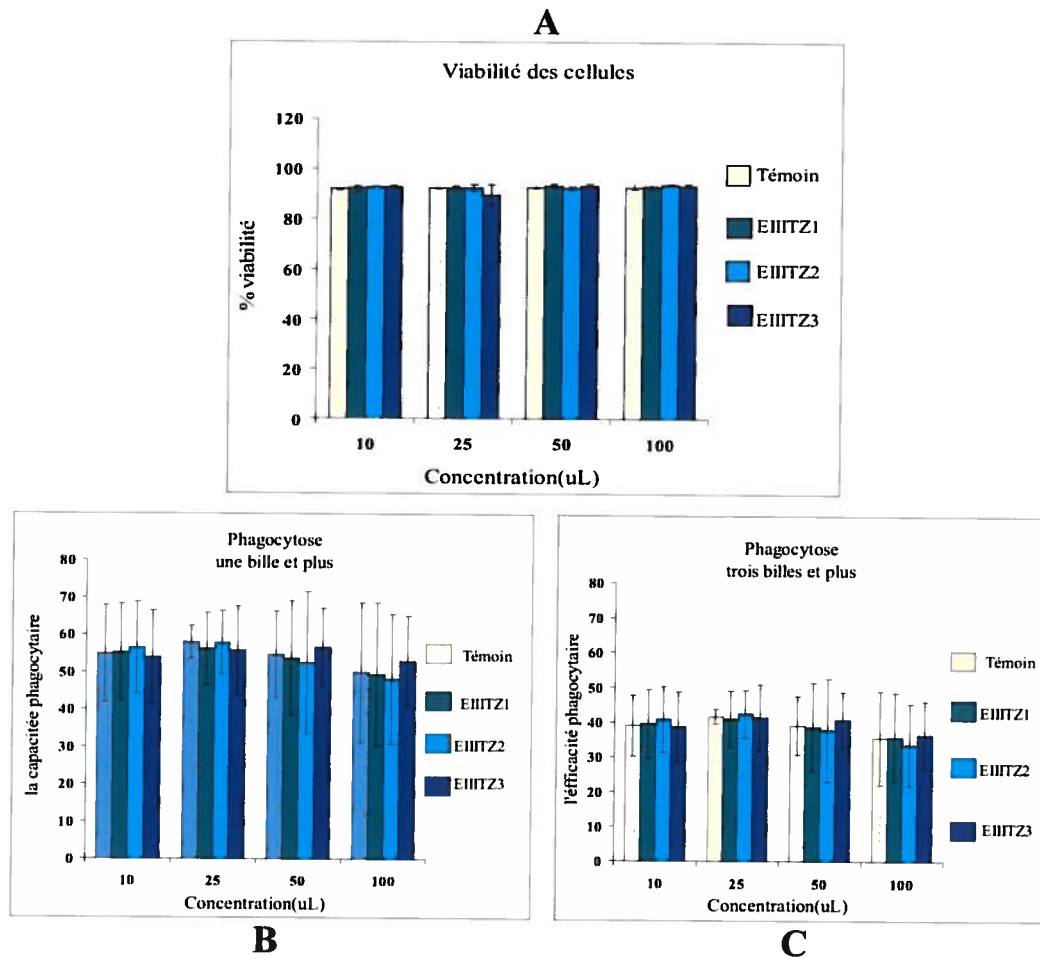 A
Viabilité des cellules
120
100
80
60
40
20
0
% viabilité
10 25 50 100
Concentration(uL)
Témoin
EIIITZ1
EIIITZ2
EIIITZ3
Phagocytose
une bille et plus
80
70
60
50
40
30
20
10
0
la capacitée phagocytaire
10 25 50 100
Concentration(uL)
Témoin
EIIITZ1
EIIITZ2
EIIITZ3
B
Phagocytose
trois billes et plus
80
70
60
50
40
30
20
10
0
l'éfficacité phagocytaire
10 25 50 100
Concentration(uL)
Témoin
EIIITZ1
EIIITZ2
EIIITZ3
C